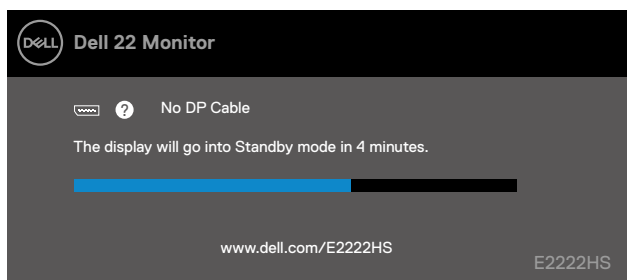 DELL Dell 22 Monitor
? No DP Cable
The display will go into Standby mode in 4 minutes.
www.dell.com/E2222HS
E2222HS